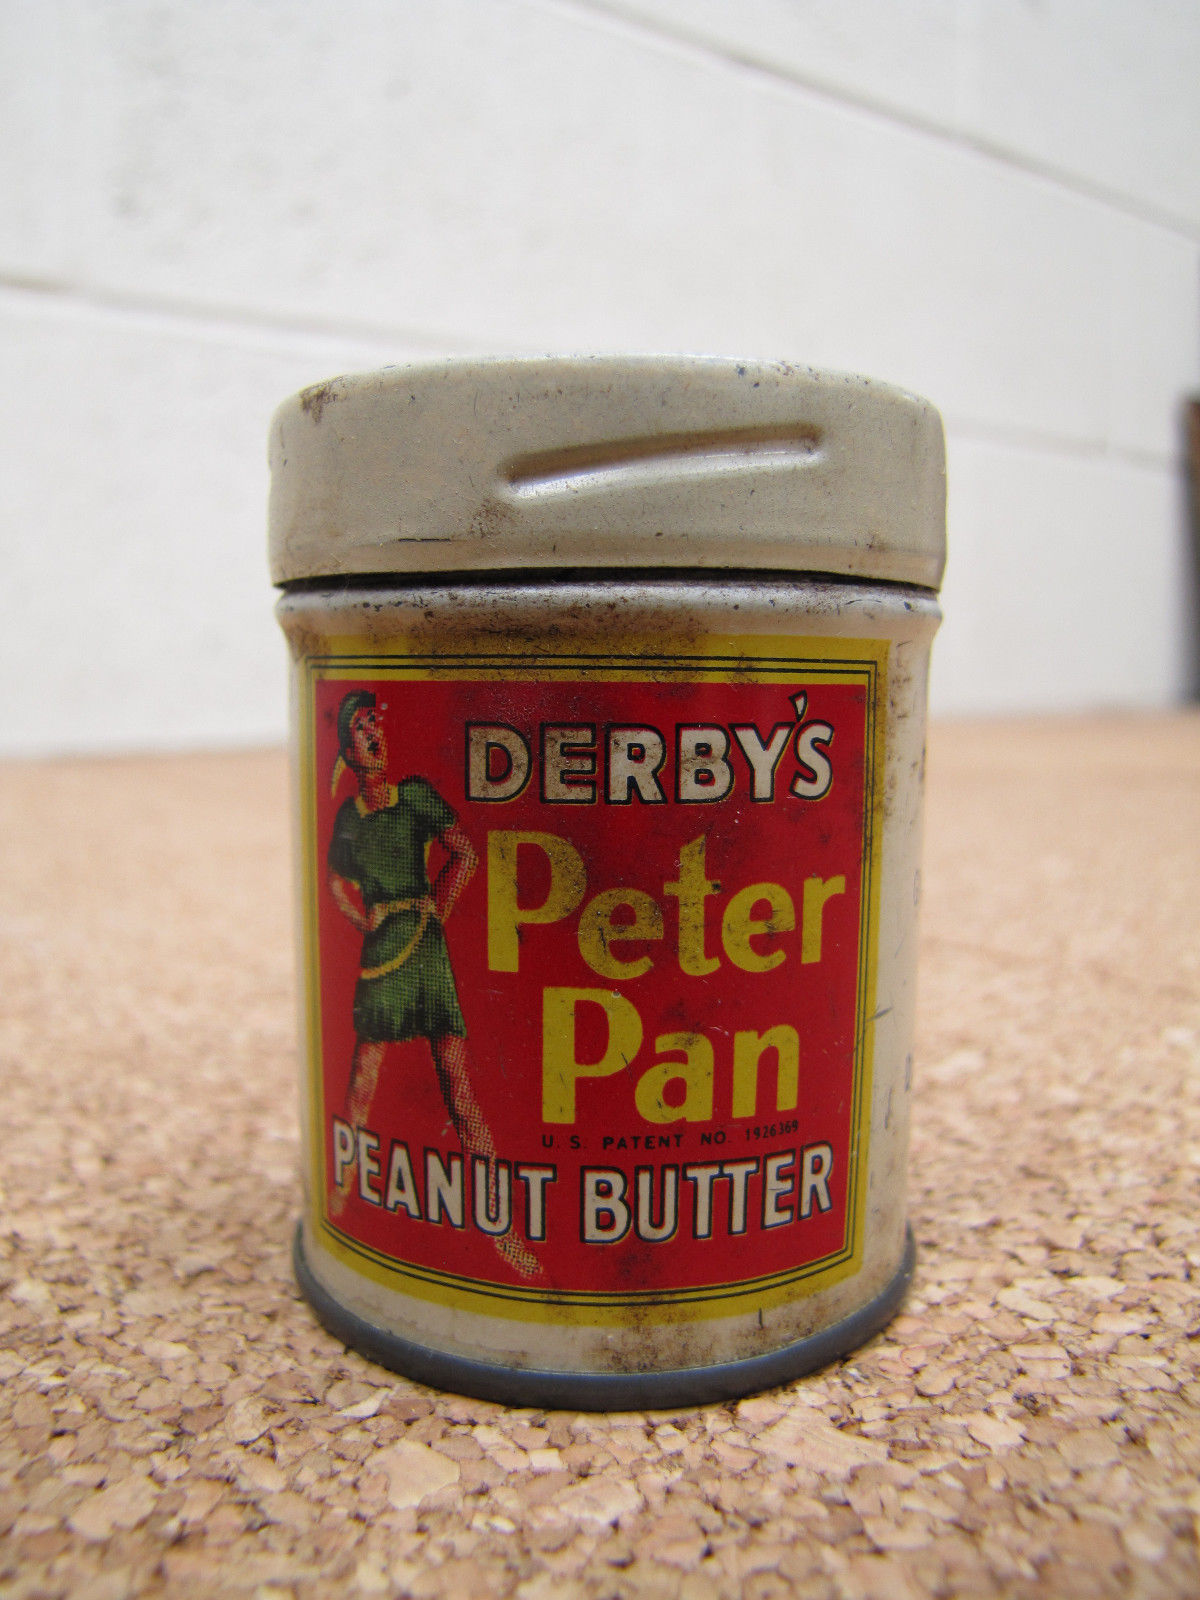 DERBY'S
Peter
Pan
U. S. PATENT NO. 1926369
PEANUT BUTTER